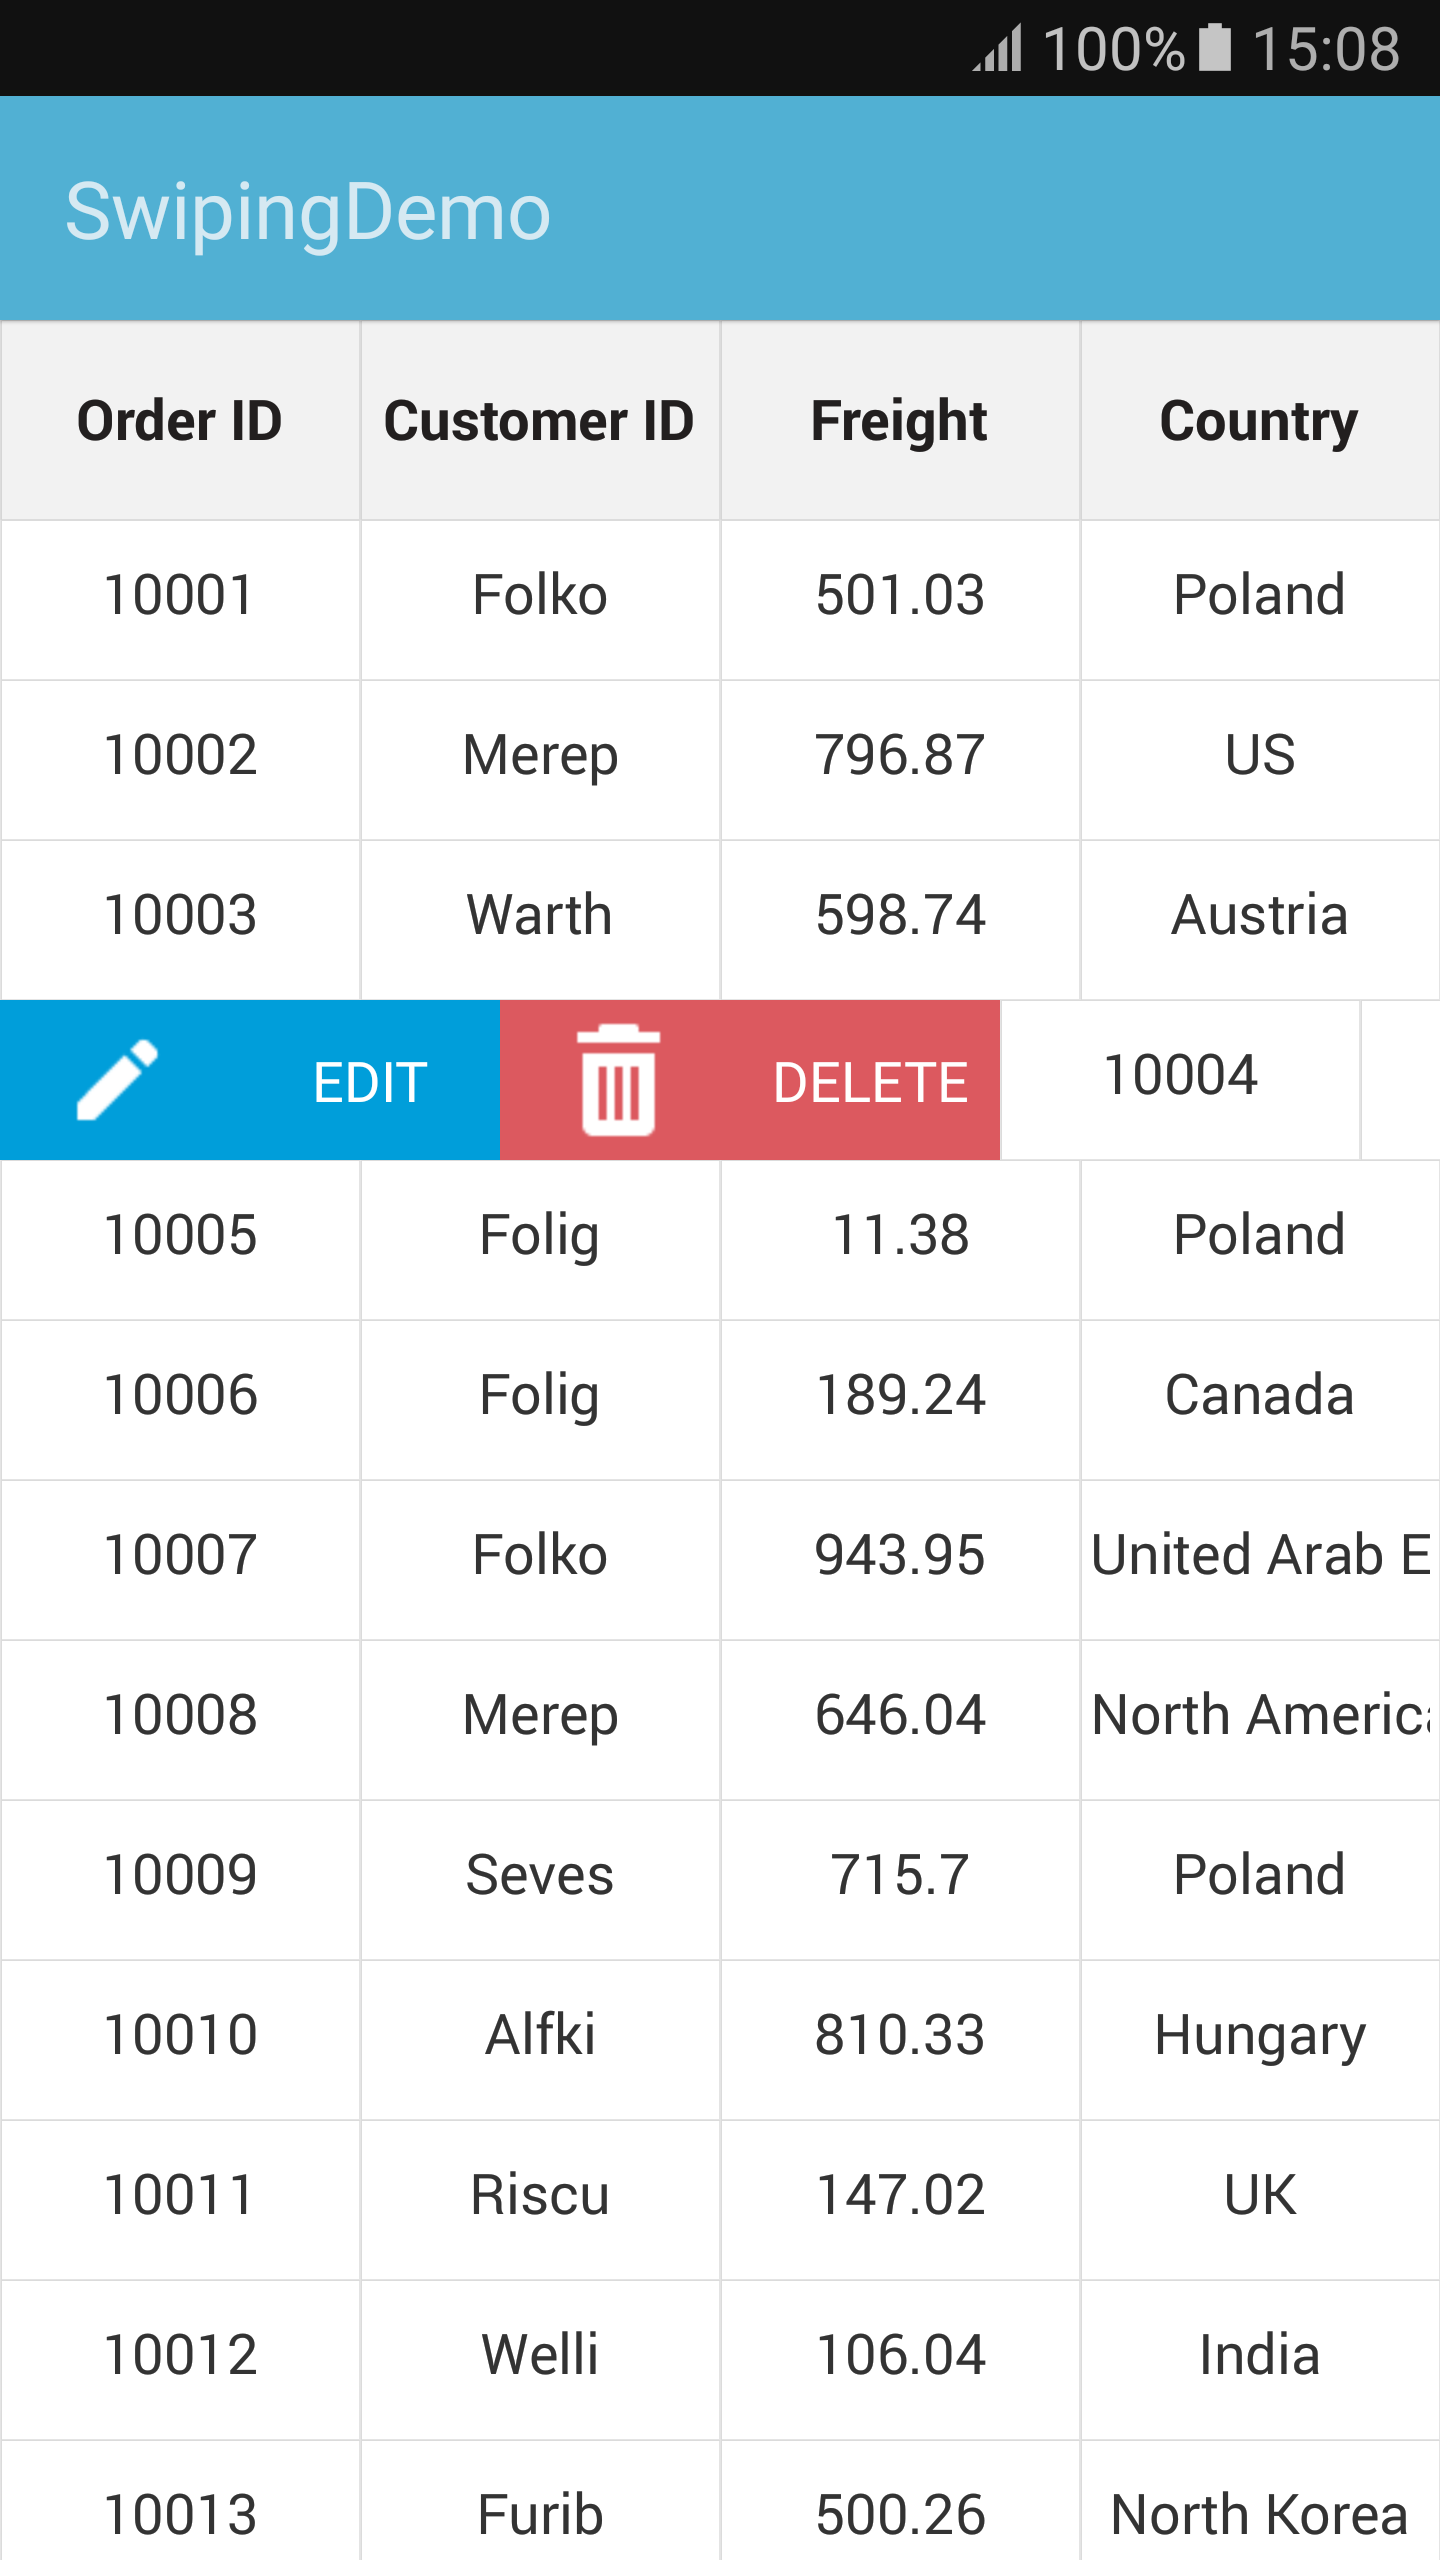 100% 15:08
SwipingDemo
Order ID Customer ID Freight Country
10001 Folko 501.03 Poland
10002 Merep 796.87 US
10003 Warth 598.74 Austria
EDIT DELETE 10004
10005 Folig 11.38 Poland
10006 Folig 189.24 Canada
10007 Folko 943.95 United Arab E
10008 Merep 646.04 North America
10009 Seves 715.7 Poland
10010 Alfki 810.33 Hungary
10011 Riscu 147.02 UK
10012 Welli 106.04 India
10013 Furib 500.26 North Korea